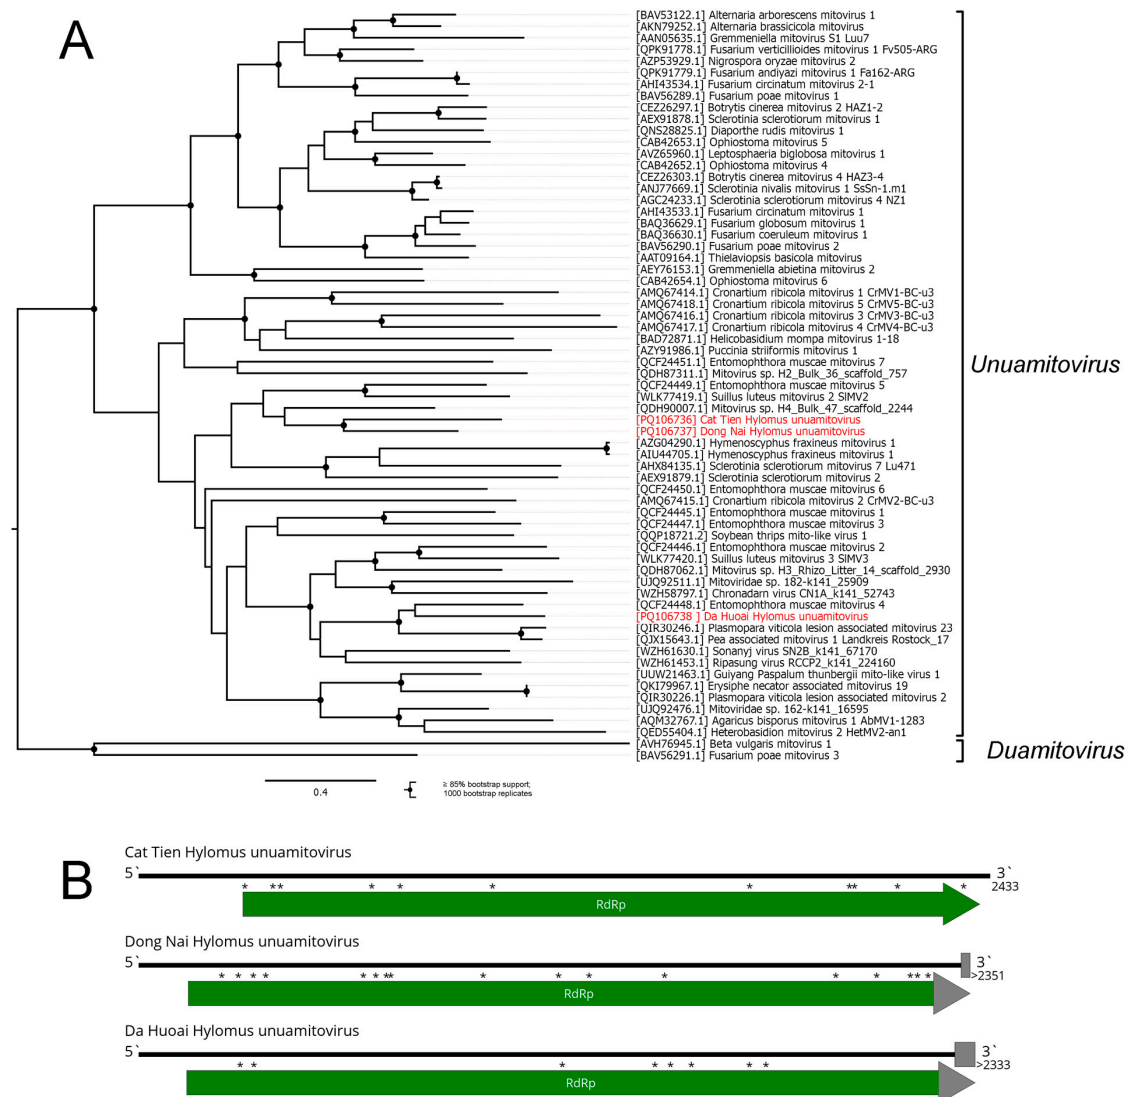 A
[BAV53122.1] Alternaria arborescens mitovirus 1
[AKN79252.1] Alternaria brassicicola mitovirus
[AAN05635.1] Gremmeniella mitovirus S1 Luu7
[QPK91778.1] Fusarium verticillioides mitovirus 1 Fv505-ARG
[AZP53929.1] Nigrospora oryzae mitovirus 2
[QPK91779.1] Fusarium andiyazi mitovirus 1 Fa162-ARG
[AHI43534.1] Fusarium circinatum mitovirus 2-1
[BAV56289.1] Fusarium poae mitovirus 1
[CEZ26297.1] Botrytis cinerea mitovirus 2 HAZ1-2
[AEX91878.1] Sclerotinia sclerotiorum mitovirus 1
[QNS28825.1] Diaporthe rudis mitovirus 1
[CAB42653.1] Ophiostoma mitovirus 5
[AVZ65960.1] Leptosphaeria biglobosa mitovirus 1
[CAB42652.1] Ophiostoma mitovirus 4
[CEZ26303.1] Botrytis cinerea mitovirus 4 HAZ3-4
[ANJ77669.1] Sclerotinia nivalis mitovirus 1 SsSn-1.m1
[AGC24233.1] Sclerotinia sclerotiorum mitovirus 4 NZ1
[AHI43533.1] Fusarium circinatum mitovirus 1
[BAQ36629.1] Fusarium globosum mitovirus 1
[BAQ36630.1] Fusarium coeruleum mitovirus 1
[BAV56290.1] Fusarium poae mitovirus 2
[AAT09164.1] Thielaviopsis basicola mitovirus
[AEY76153.1] Gremmeniella abietina mitovirus 2
[CAB42654.1] Ophiostoma mitovirus 6
[AMQ67414.1] Cronartium ribicola mitovirus 1 CrMV1-BC-u3
[AMQ67418.1] Cronartium ribicola mitovirus 5 CrMV5-BC-u3
[AMQ67416.1] Cronartium ribicola mitovirus 3 CrMV3-BC-u3
[AMQ67417.1] Cronartium ribicola mitovirus 4 CrMV4-BC-u3
[BAD72871.1] Helicobasidium mompa mitovirus 1-18
[AZY91986.1] Puccinia striiformis mitovirus 1
[QCF24451.1] Entomophthora muscae mitovirus 7
[QDH87311.1] Mitovirus sp. H2_Bulk_36_scaffold_757
[QCF24449.1] Entomophthora muscae mitovirus 5
[WLK77419.1] Suillus luteus mitovirus 2 SlMV2
[QDH90007.1] Mitovirus sp. H4_Bulk_47_scaffold_2244
[PQ106736] Cat Tien Hylomus unuamitovirus
[PQ106737] Dong Nai Hylomus unuamitovirus
[AZG04290.1] Hymenoscyphus fraxineus mitovirus 1
[AIU44705.1] Hymenoscyphus fraxineus mitovirus 1
[AHX84135.1] Sclerotinia sclerotiorum mitovirus 7 Lu471
[AEX91879.1] Sclerotinia sclerotiorum mitovirus 2
[QCF24450.1] Entomophthora muscae mitovirus 6
[AMQ67415.1] Cronartium ribicola mitovirus 2 CrMV2-BC-u3
[QCF24445.1] Entomophthora muscae mitovirus 1
[QCF24447.1] Entomophthora muscae mitovirus 3
[QQP18721.2] Soybean thrips mito-like virus 1
[QCF24446.1] Entomophthora muscae mitovirus 2
[WLK77420.1] Suillus luteus mitovirus 3 SlMV3
[QDH87062.1] Mitovirus sp. H3_Rhizo_Litter_14_scaffold_2930
[UJQ92511.1] Mitoviridae sp. 182-k141_25909
[WZH58797.1] Chronadarn virus CN1A_k141_52743
[QCF24448.1] Entomophthora muscae mitovirus 4
[PQ106738 ] Da Huoai Hylomus unuamitovirus
[QIR30246.1] Plasmopara viticola lesion associated mitovirus 23
[QJX15643.1] Pea associated mitovirus 1 Landkreis Rostock_17
[WZH61630.1] Sonanyj virus SN2B_k141_67170
[WZH61453.1] Ripasung virus RCCP2_k141_224160
[UUW21463.1] Guiyang Paspalum thunbergii mito-like virus 1
[QKI79967.1] Erysiphe necator associated mitovirus 19
[QIR30226.1] Plasmopara viticola lesion associated mitovirus 2
[UJQ92476.1] Mitoviridae sp. 162-k141_16595
[AQM32767.1] Agaricus bisporus mitovirus 1 AbMV1-1283
[QED55404.1] Heterobasidion mitovirus 2 HetMV2-an1
[AVH76945.1] Beta vulgaris mitovirus 1
[BAV56291.1] Fusarium poae mitovirus 3
Unuamitovirus
Duamitovirus
0.4
≥ 85% bootstrap support;
1000 bootstrap replicates
B
Cat Tien Hylomus unuamitovirus
5` 3`
2433
* * * * * * * * * * *
RdRp
Dong Nai Hylomus unuamitovirus
5` 3`
>2351
* * * * * * * * * * * * * * * * *
RdRp
Da Huoai Hylomus unuamitovirus
5` 3`
>2333
* * * * * * * *
RdRp